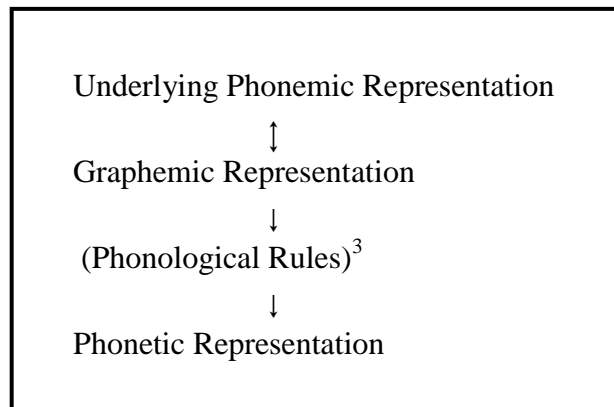 Underlying Phonemic Representation
↕
Graphemic Representation
↓
(Phonological Rules)³
↓
Phonetic Representation